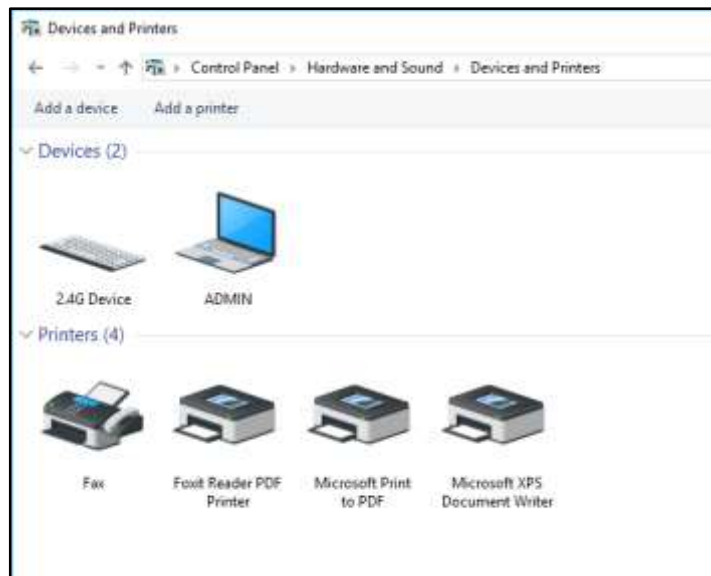 Devices and Printers
Control Panel > Hardware and Sound > Devices and Printers
Add a device Add a printer
Devices (2)
2.4G Device ADMIN
Printers (4)
Fax Foxit Reader PDF Printer Microsoft Print to PDF Microsoft XPS Document Writer